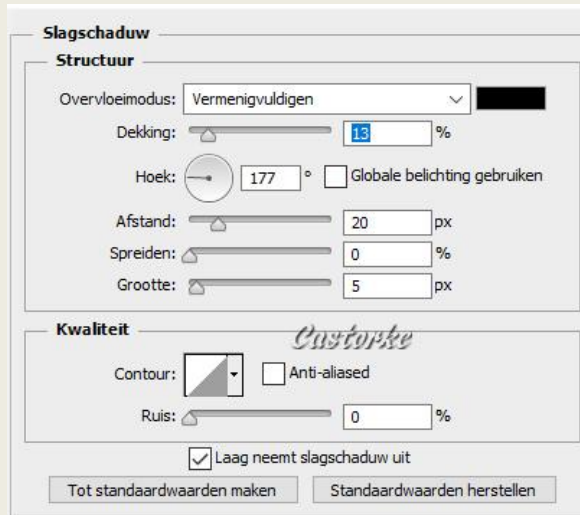 Slagschaduw
Structuur
Overvloeimodus: Vermenigvuldigen
Dekking: 13 %
Hoek: 177 ° Globale belichting gebruiken
Afstand: 20 px
Spreiden: 0 %
Grootte: 5 px
Kwaliteit
Castorke
Contour: Anti-aliased
Ruis: 0 %
Laag neemt slagschaduw uit
Tot standaardwaarden maken Standaardwaarden herstellen